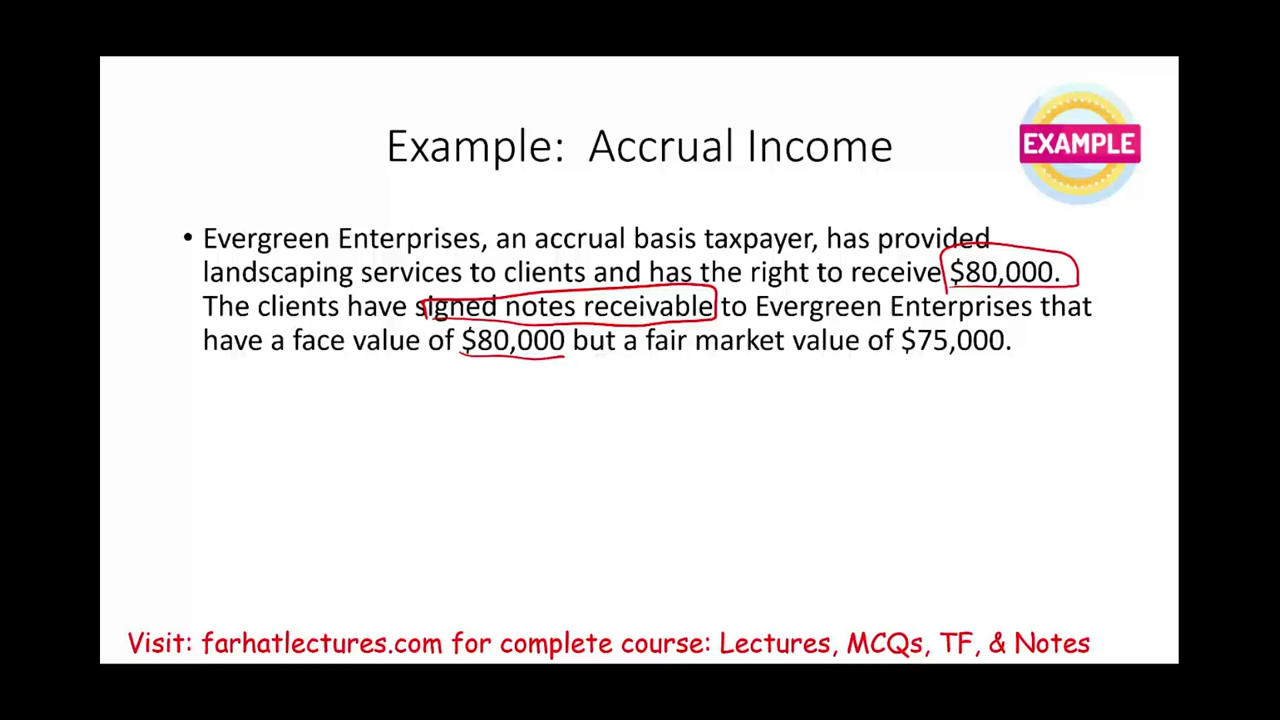 Example: Accrual Income
EXAMPLE
• Evergreen Enterprises, an accrual basis taxpayer, has provided
landscaping services to clients and has the right to receive $80,000.
The clients have signed notes receivable to Evergreen Enterprises that
have a face value of $80,000 but a fair market value of $75,000.
Visit: farhatlectures.com for complete course: Lectures, MCQs, TF, & Notes